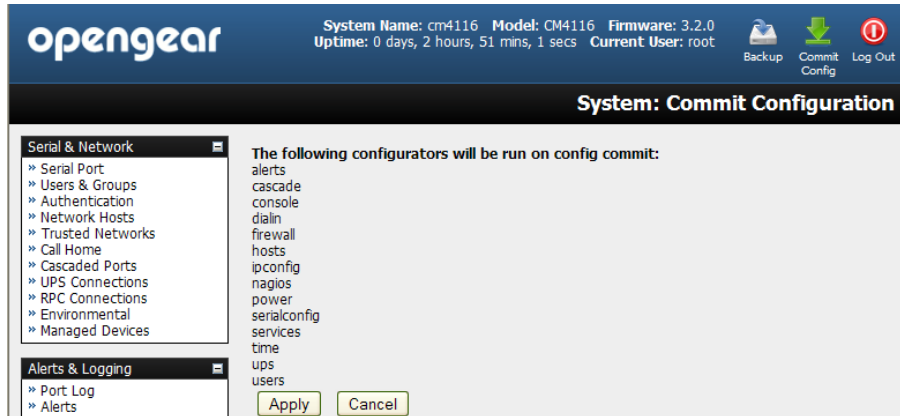 opengear
System Name: cm4116 Model: CM4116 Firmware: 3.2.0
Uptime: 0 days, 2 hours, 51 mins, 1 secs Current User: root
Backup
Commit
Config
Log Out
System: Commit Configuration
Serial & Network
» Serial Port
» Users & Groups
» Authentication
» Network Hosts
» Trusted Networks
» Call Home
» Cascaded Ports
» UPS Connections
» RPC Connections
» Environmental
» Managed Devices
Alerts & Logging
» Port Log
» Alerts
The following configurators will be run on config commit:
alerts
cascade
console
dialin
firewall
hosts
ipconfig
nagios
power
serialconfig
services
time
ups
users
Apply Cancel